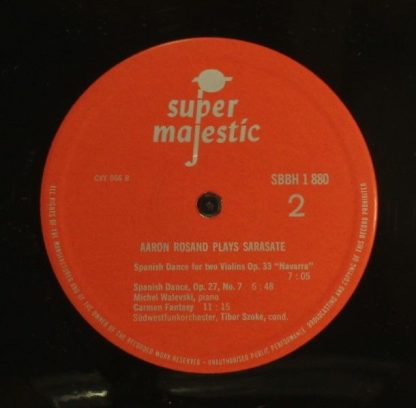 super
majestic
CVY 066 B
SBBH 1 880
2
AARON ROSAND PLAYS SARASATE
Spanish Dance for two Violins Op. 33 "Navarra"
7 : 05
Spanish Dance, Op. 27, No. 7 6 : 48
Michel Walevski, piano
Carmen Fantasy 11 : 15
Südwestfunkorchester, Tibor Szoke, cond.
ALL RIGHTS OF THE MANUFACTURER AND OF THE OWNER OF THE RECORDED WORK RESERVED - UNAUTHORISED PUBLIC PERFORMANCE, BROADCASTING AND COPYING OF THIS RECORD PROHIBITED